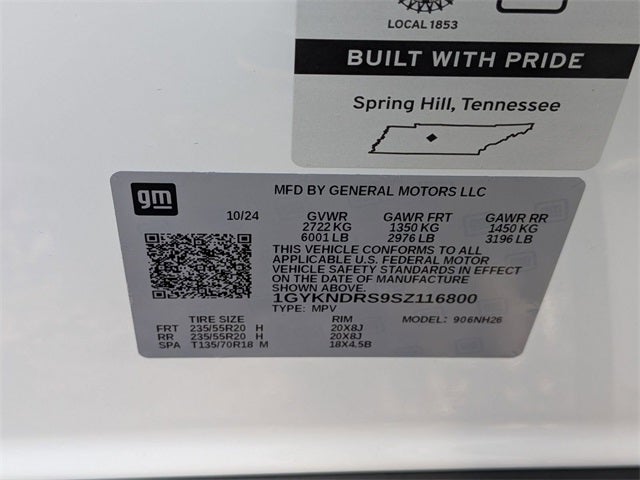 LOCAL 1853
BUILT WITH PRIDE
Spring Hill, Tennessee
gm
MFD BY GENERAL MOTORS LLC
10/24 GVWR GAWR FRT GAWR RR
2722 KG 1350 KG 1450 KG
6001 LB 2976 LB 3196 LB
THIS VEHICLE CONFORMS TO ALL
APPLICABLE U.S. FEDERAL MOTOR
VEHICLE SAFETY STANDARDS IN EFFECT
ON THE DATE OF MANUFACTURE
SHOWN ABOVE.
1GYKNDRS9SZ116800
TYPE: MPV
TIRE SIZE RIM MODEL: 906NH26
FRT 235/55R20 H 20X8J
RR 235/55R20 H 20X8J
SPA T135/70R18 M 18X4.5B